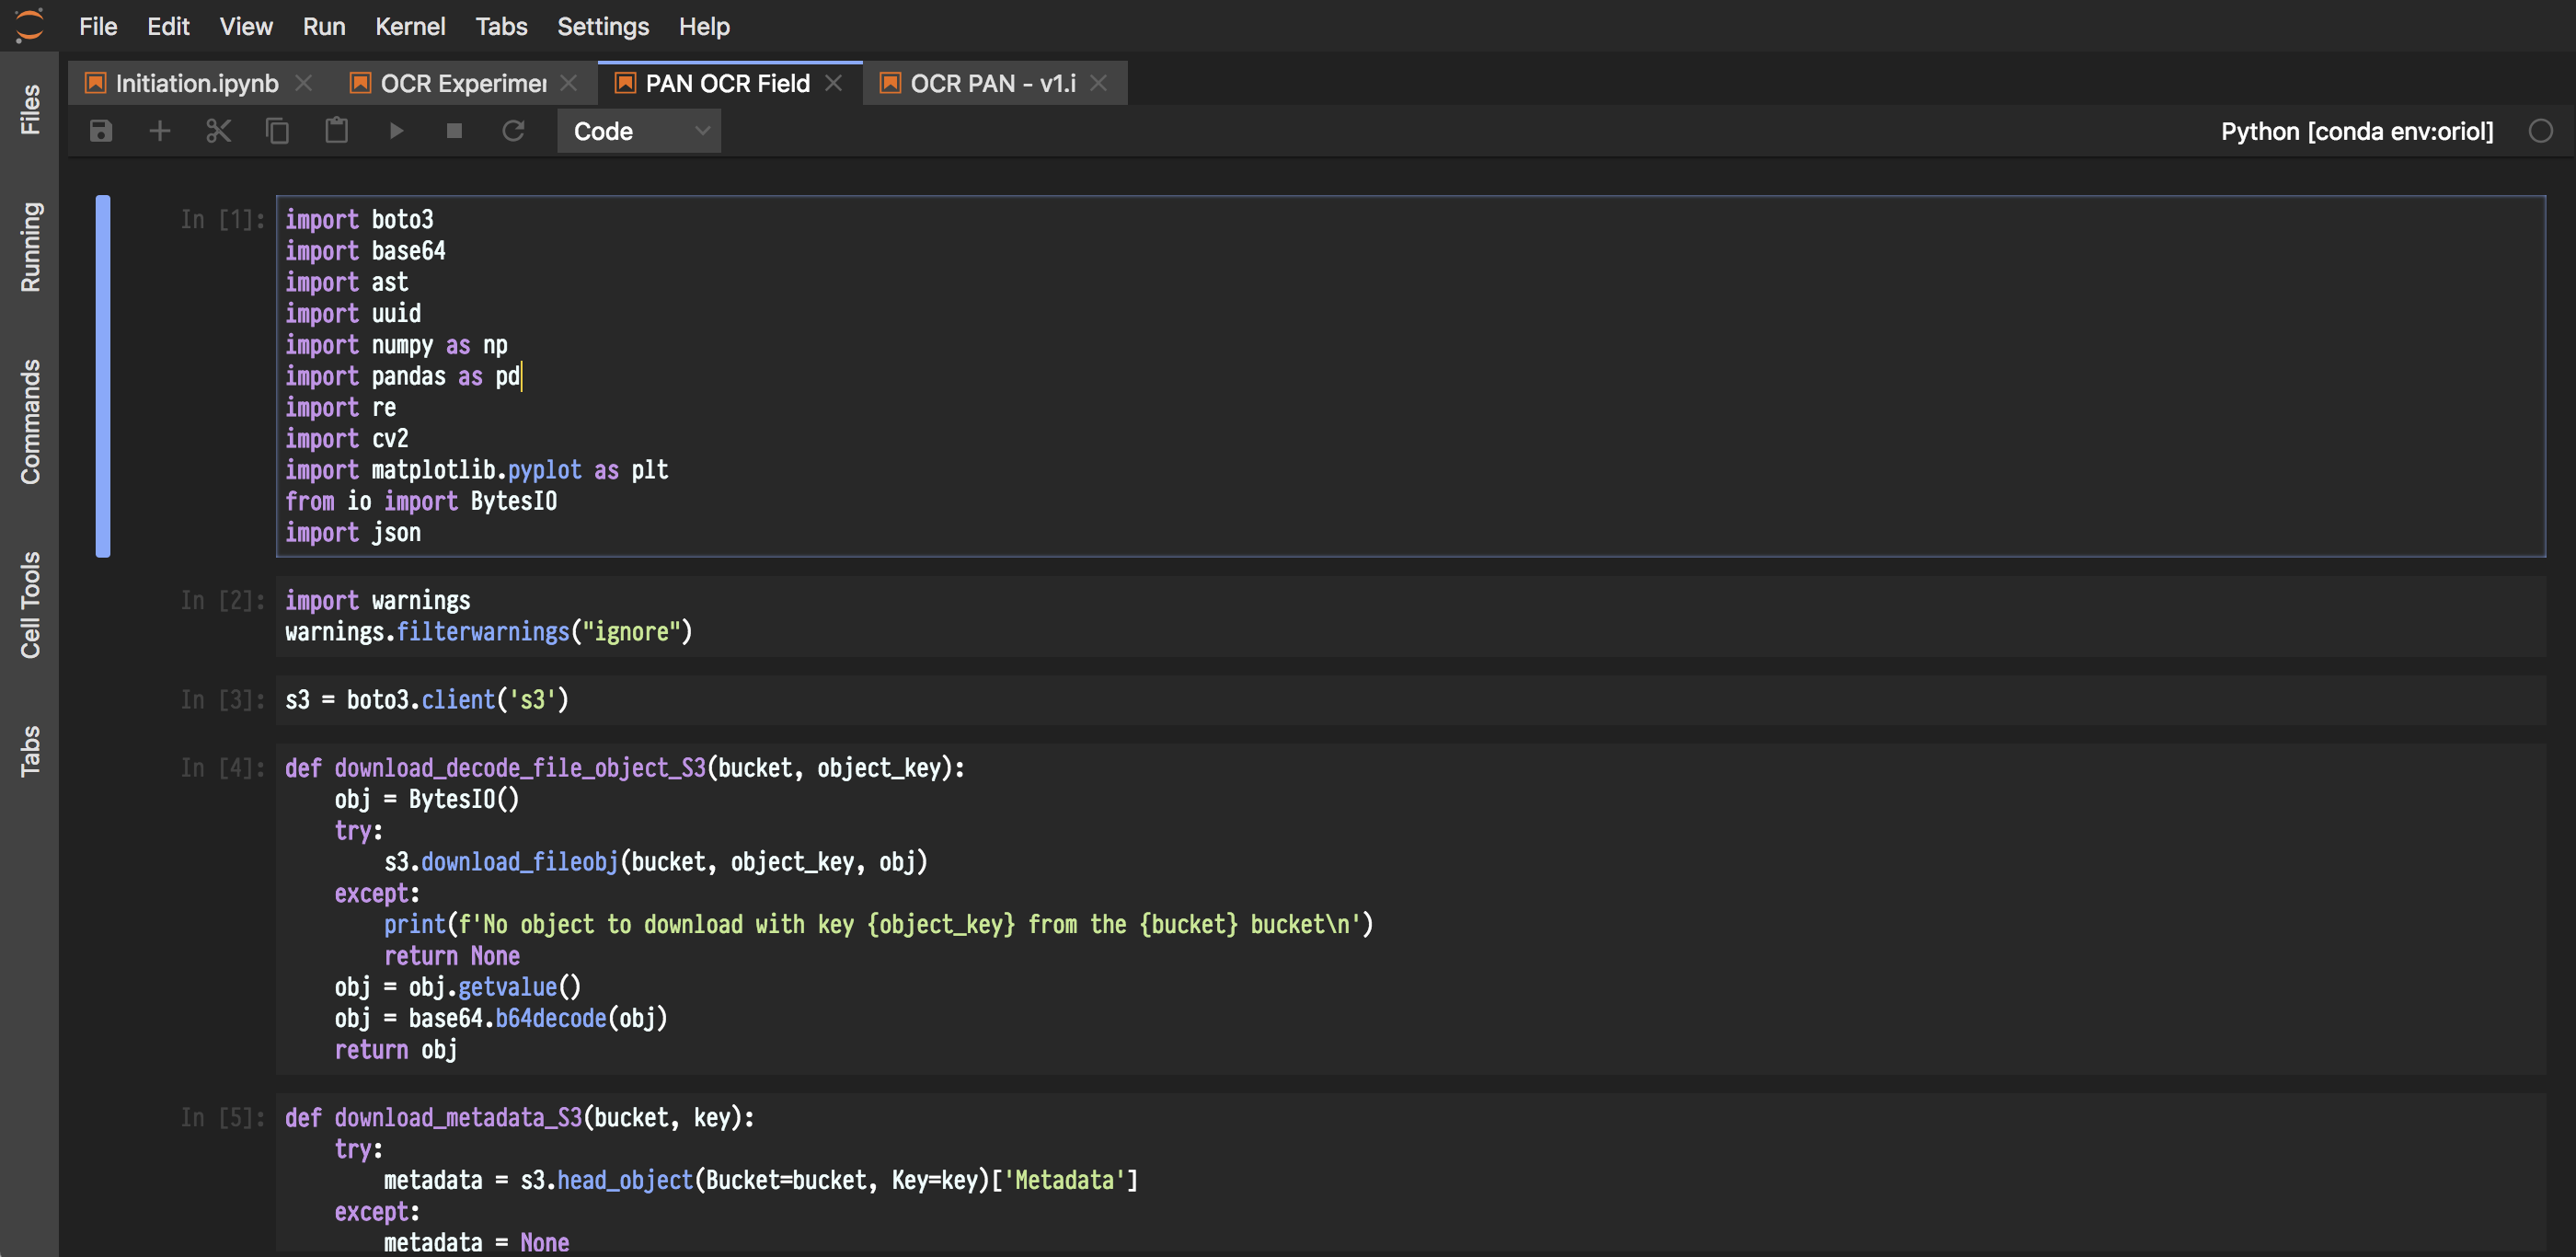 File Edit View Run Kernel Tabs Settings Help
Initiation.ipynb OCR Experimen PAN OCR Field OCR PAN - v1.i
Code Python [conda env:oriol]
Files
Running
Commands
Cell Tools
Tabs
In [1]: import boto3
import base64
import ast
import uuid
import numpy as np
import pandas as pd
import re
import cv2
import matplotlib.pyplot as plt
from io import BytesIO
import json
In [2]: import warnings
warnings.filterwarnings("ignore")
In [3]: s3 = boto3.client('s3')
In [4]: def download_decode_file_object_S3(bucket, object_key):
    obj = BytesIO()
    try:
        s3.download_fileobj(bucket, object_key, obj)
    except:
        print(f'No object to download with key {object_key} from the {bucket} bucket\n')
        return None
    obj = obj.getvalue()
    obj = base64.b64decode(obj)
    return obj
In [5]: def download_metadata_S3(bucket, key):
    try:
        metadata = s3.head_object(Bucket=bucket, Key=key)['Metadata']
    except:
        metadata = None